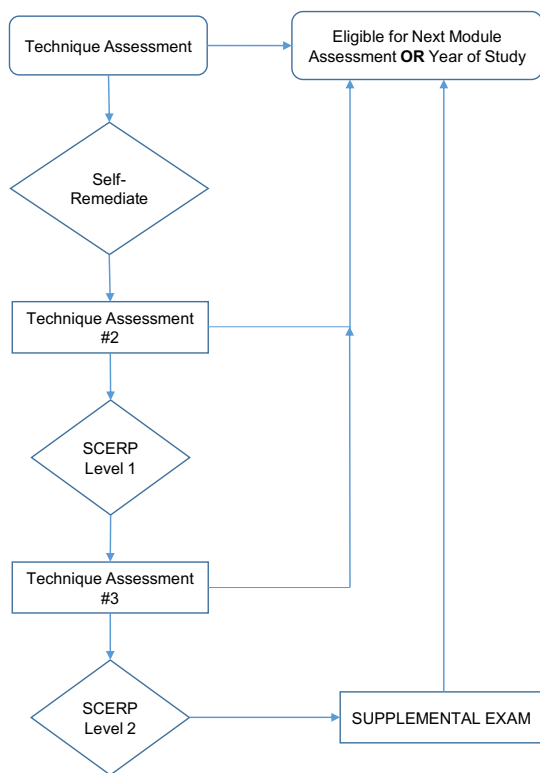 Technique Assessment
Eligible for Next Module
Assessment OR Year of Study
Self-
Remediate
Technique Assessment
#2
SCERP
Level 1
Technique Assessment
#3
SCERP
Level 2
SUPPLEMENTAL EXAM